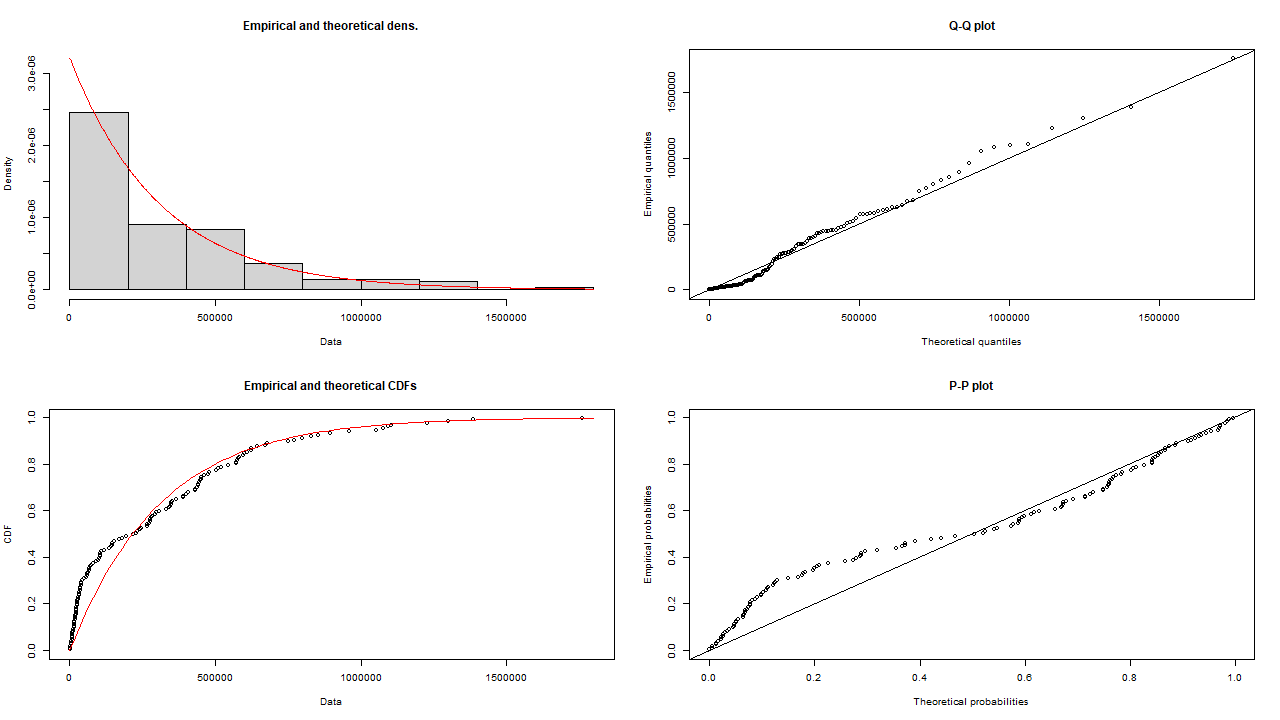 Empirical and theoretical dens.
Density
0.0e+00 1.0e-06 2.0e-06 3.0e-06
0 500000 1000000 1500000
Data
Q-Q plot
Empirical quantiles
0 500000 1000000 1500000
0 500000 1000000 1500000
Theoretical quantiles
Empirical and theoretical CDFs
CDF
0.0 0.2 0.4 0.6 0.8 1.0
0 500000 1000000 1500000
Data
P-P plot
Empirical probabilities
0.0 0.2 0.4 0.6 0.8 1.0
0.0 0.2 0.4 0.6 0.8 1.0
Theoretical probabilities